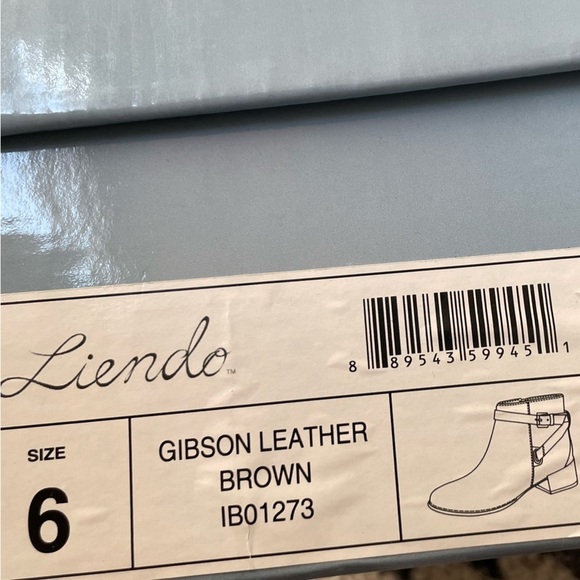 Liendo™
8 89543 59945 1
SIZE
6
GIBSON LEATHER
BROWN
IB01273